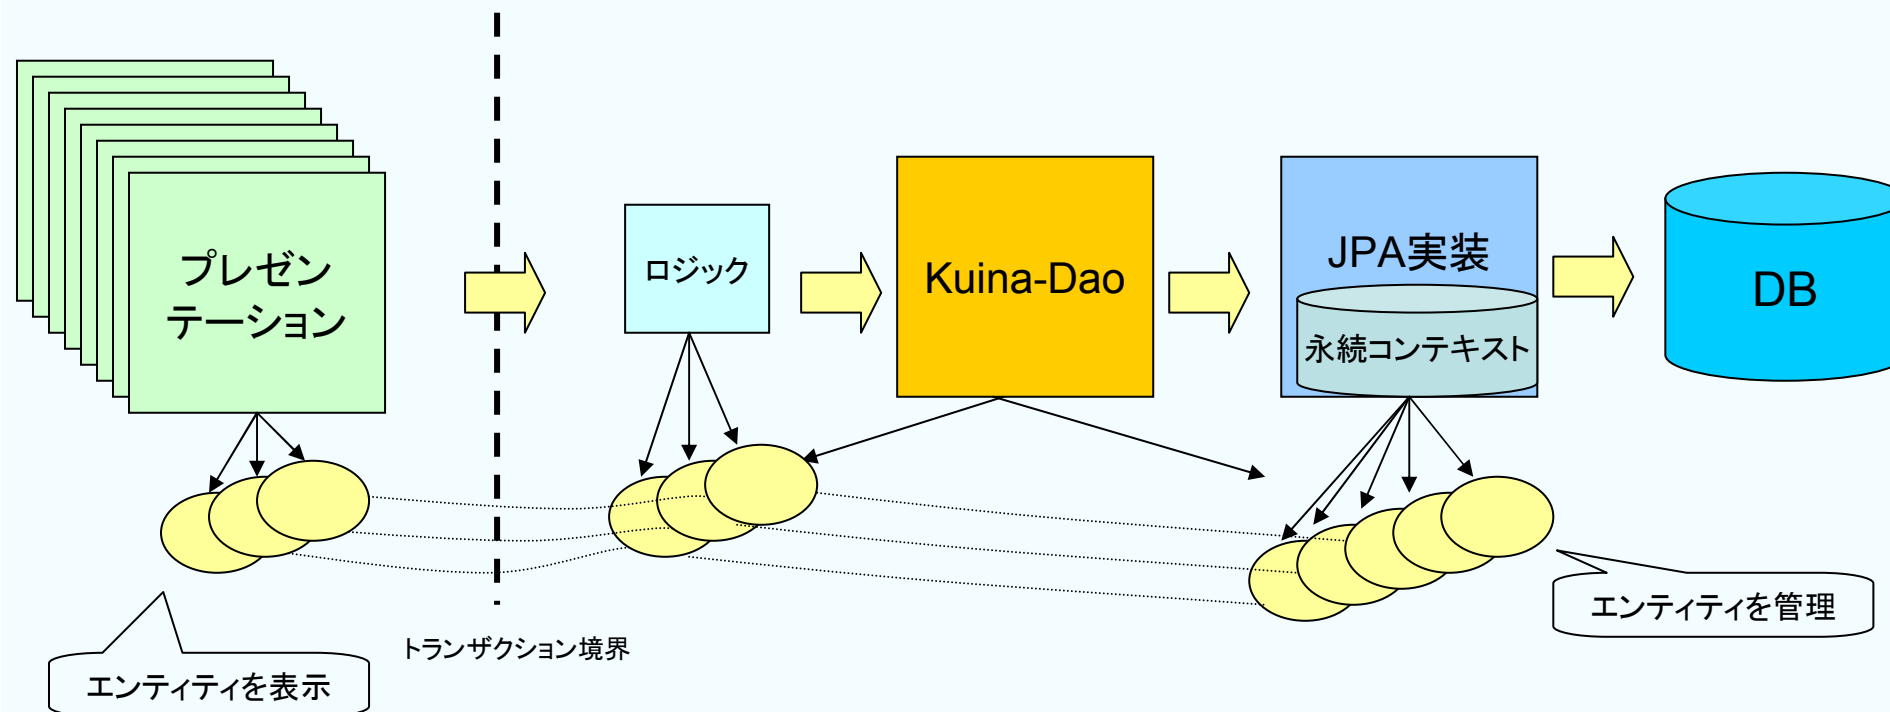 プレゼン
テーション
ロジック
Kuina-Dao
JPA実装
永続コンテキスト
DB
エンティティを管理
トランザクション境界
エンティティを表示